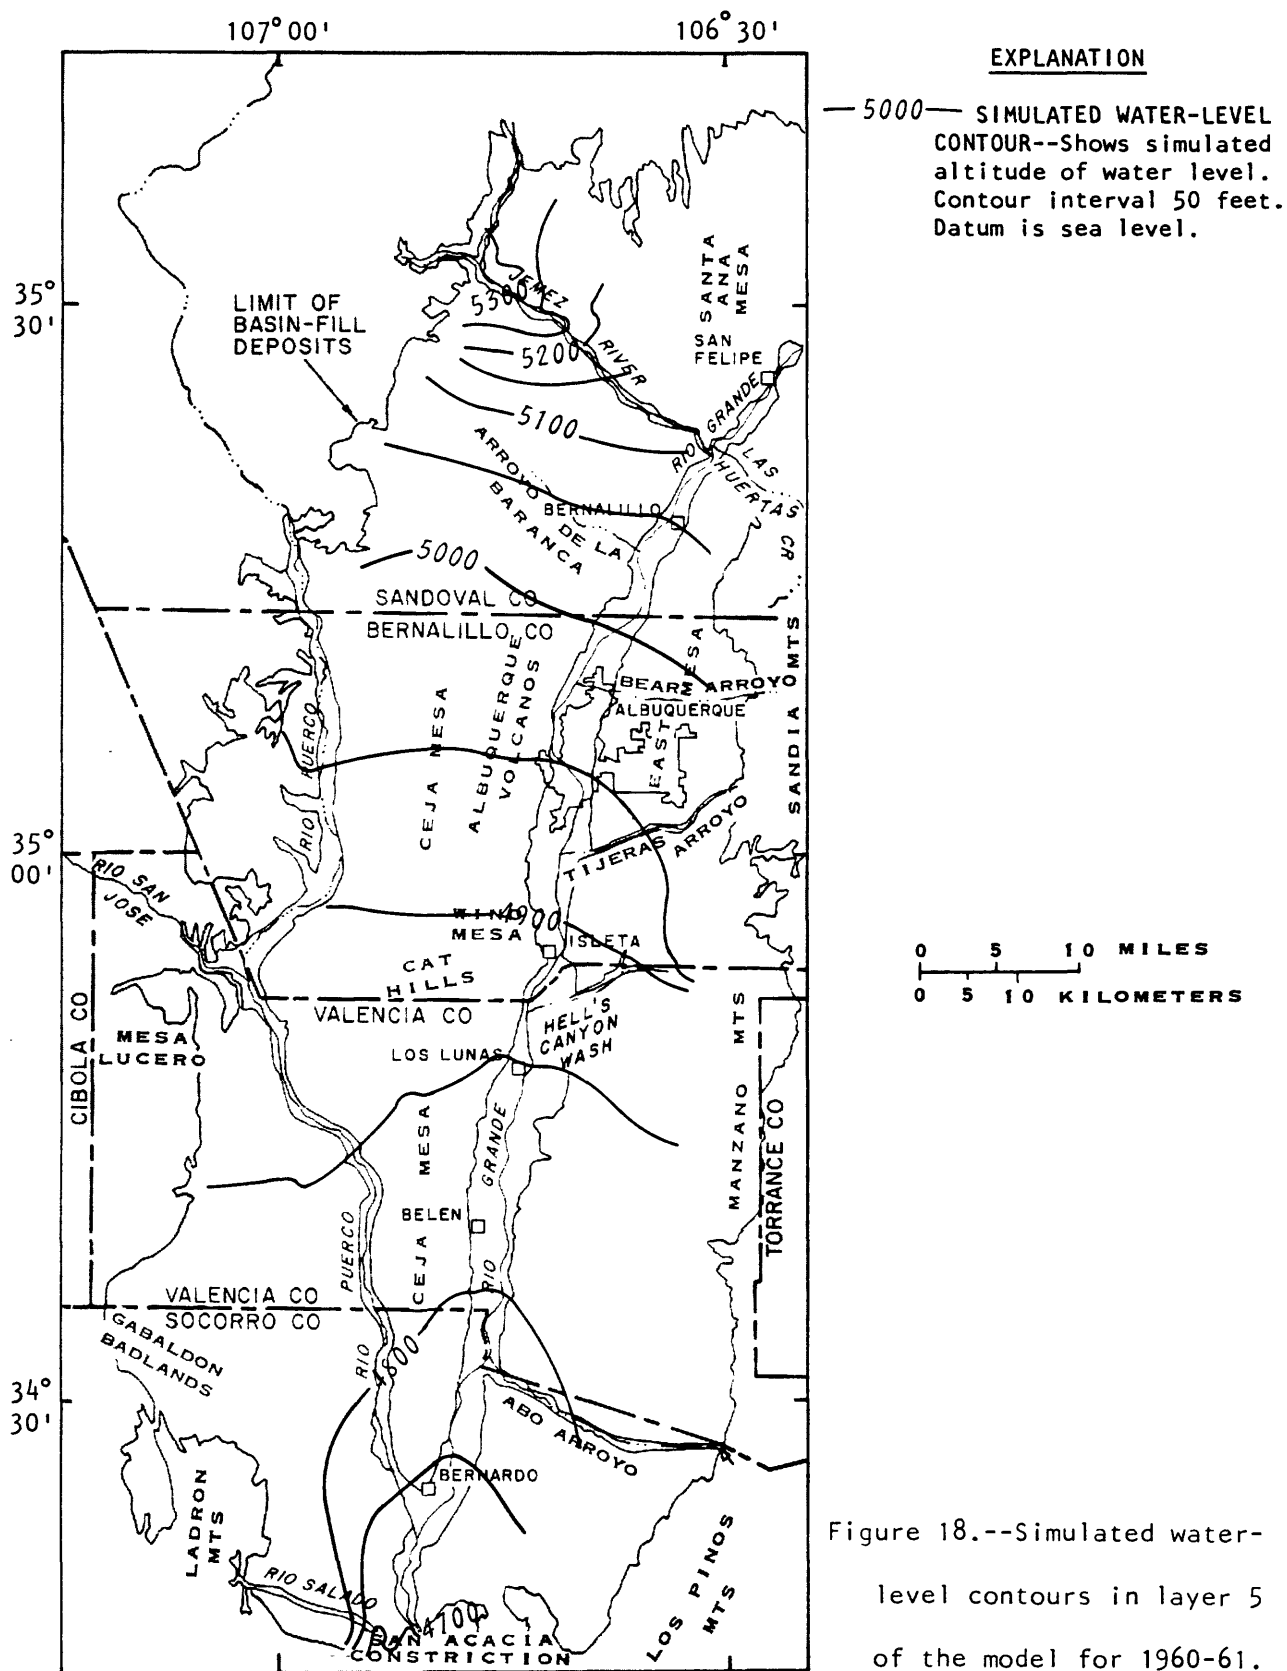 107°00'
106°30'
EXPLANATION
—5000— SIMULATED WATER-LEVEL
CONTOUR--Shows simulated
altitude of water level.
Contour interval 50 feet.
Datum is sea level.
35°
30'
LIMIT OF
BASIN-FILL
DEPOSITS
JEMEZ
RIVER
5300
5200
5100
SANTA
ANA
MESA
SAN
FELIPE
RIO GRANDE
LAS
HUERTAS
CR
ARROYO
DE LA
BARANCA
BERNALILLO
5000
SANDOVAL CO
BERNALILLO CO
RIO PUERCO
CEJA MESA
ALBUQUERQUE
VOLCANOS
BEAR ARROYO
ALBUQUERQUE
EAST MESA
SANDIA MTS
TIJERAS ARROYO
35°
00'
RIO SAN
JOSE
WIND
MESA
4900
ISLETA
CAT
HILLS
VALENCIA CO
HELL'S
CANYON
WASH
LOS LUNAS
CIBOLA CO
MESA
LUCERO
MANZANO MTS
TORRANCE CO
0 5 10 MILES
0 5 10 KILOMETERS
CEJA MESA
RIO GRANDE
BELEN
RIO PUERCO
VALENCIA CO
SOCORRO CO
GABALDON
BADLANDS
4800
34°
30'
ABO ARROYO
BERNARDO
LADRON
MTS
RIO SALADO
4700
SAN ACACIA
CONSTRICTION
LOS PINOS
MTS
Figure 18.--Simulated water-
level contours in layer 5
of the model for 1960-61.